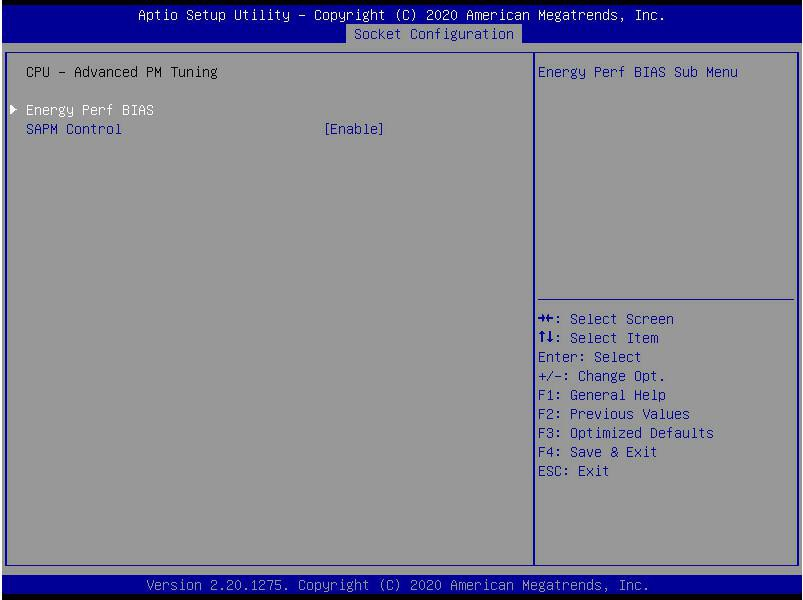 Aptio Setup Utility – Copyright (C) 2020 American Megatrends, Inc.
Socket Configuration
CPU – Advanced PM Tuning
Energy Perf BIAS Sub Menu
Energy Perf BIAS
SAPM Control [Enable]
→←: Select Screen
↑↓: Select Item
Enter: Select
+/–: Change Opt.
F1: General Help
F2: Previous Values
F3: Optimized Defaults
F4: Save & Exit
ESC: Exit
Version 2.20.1275. Copyright (C) 2020 American Megatrends, Inc.